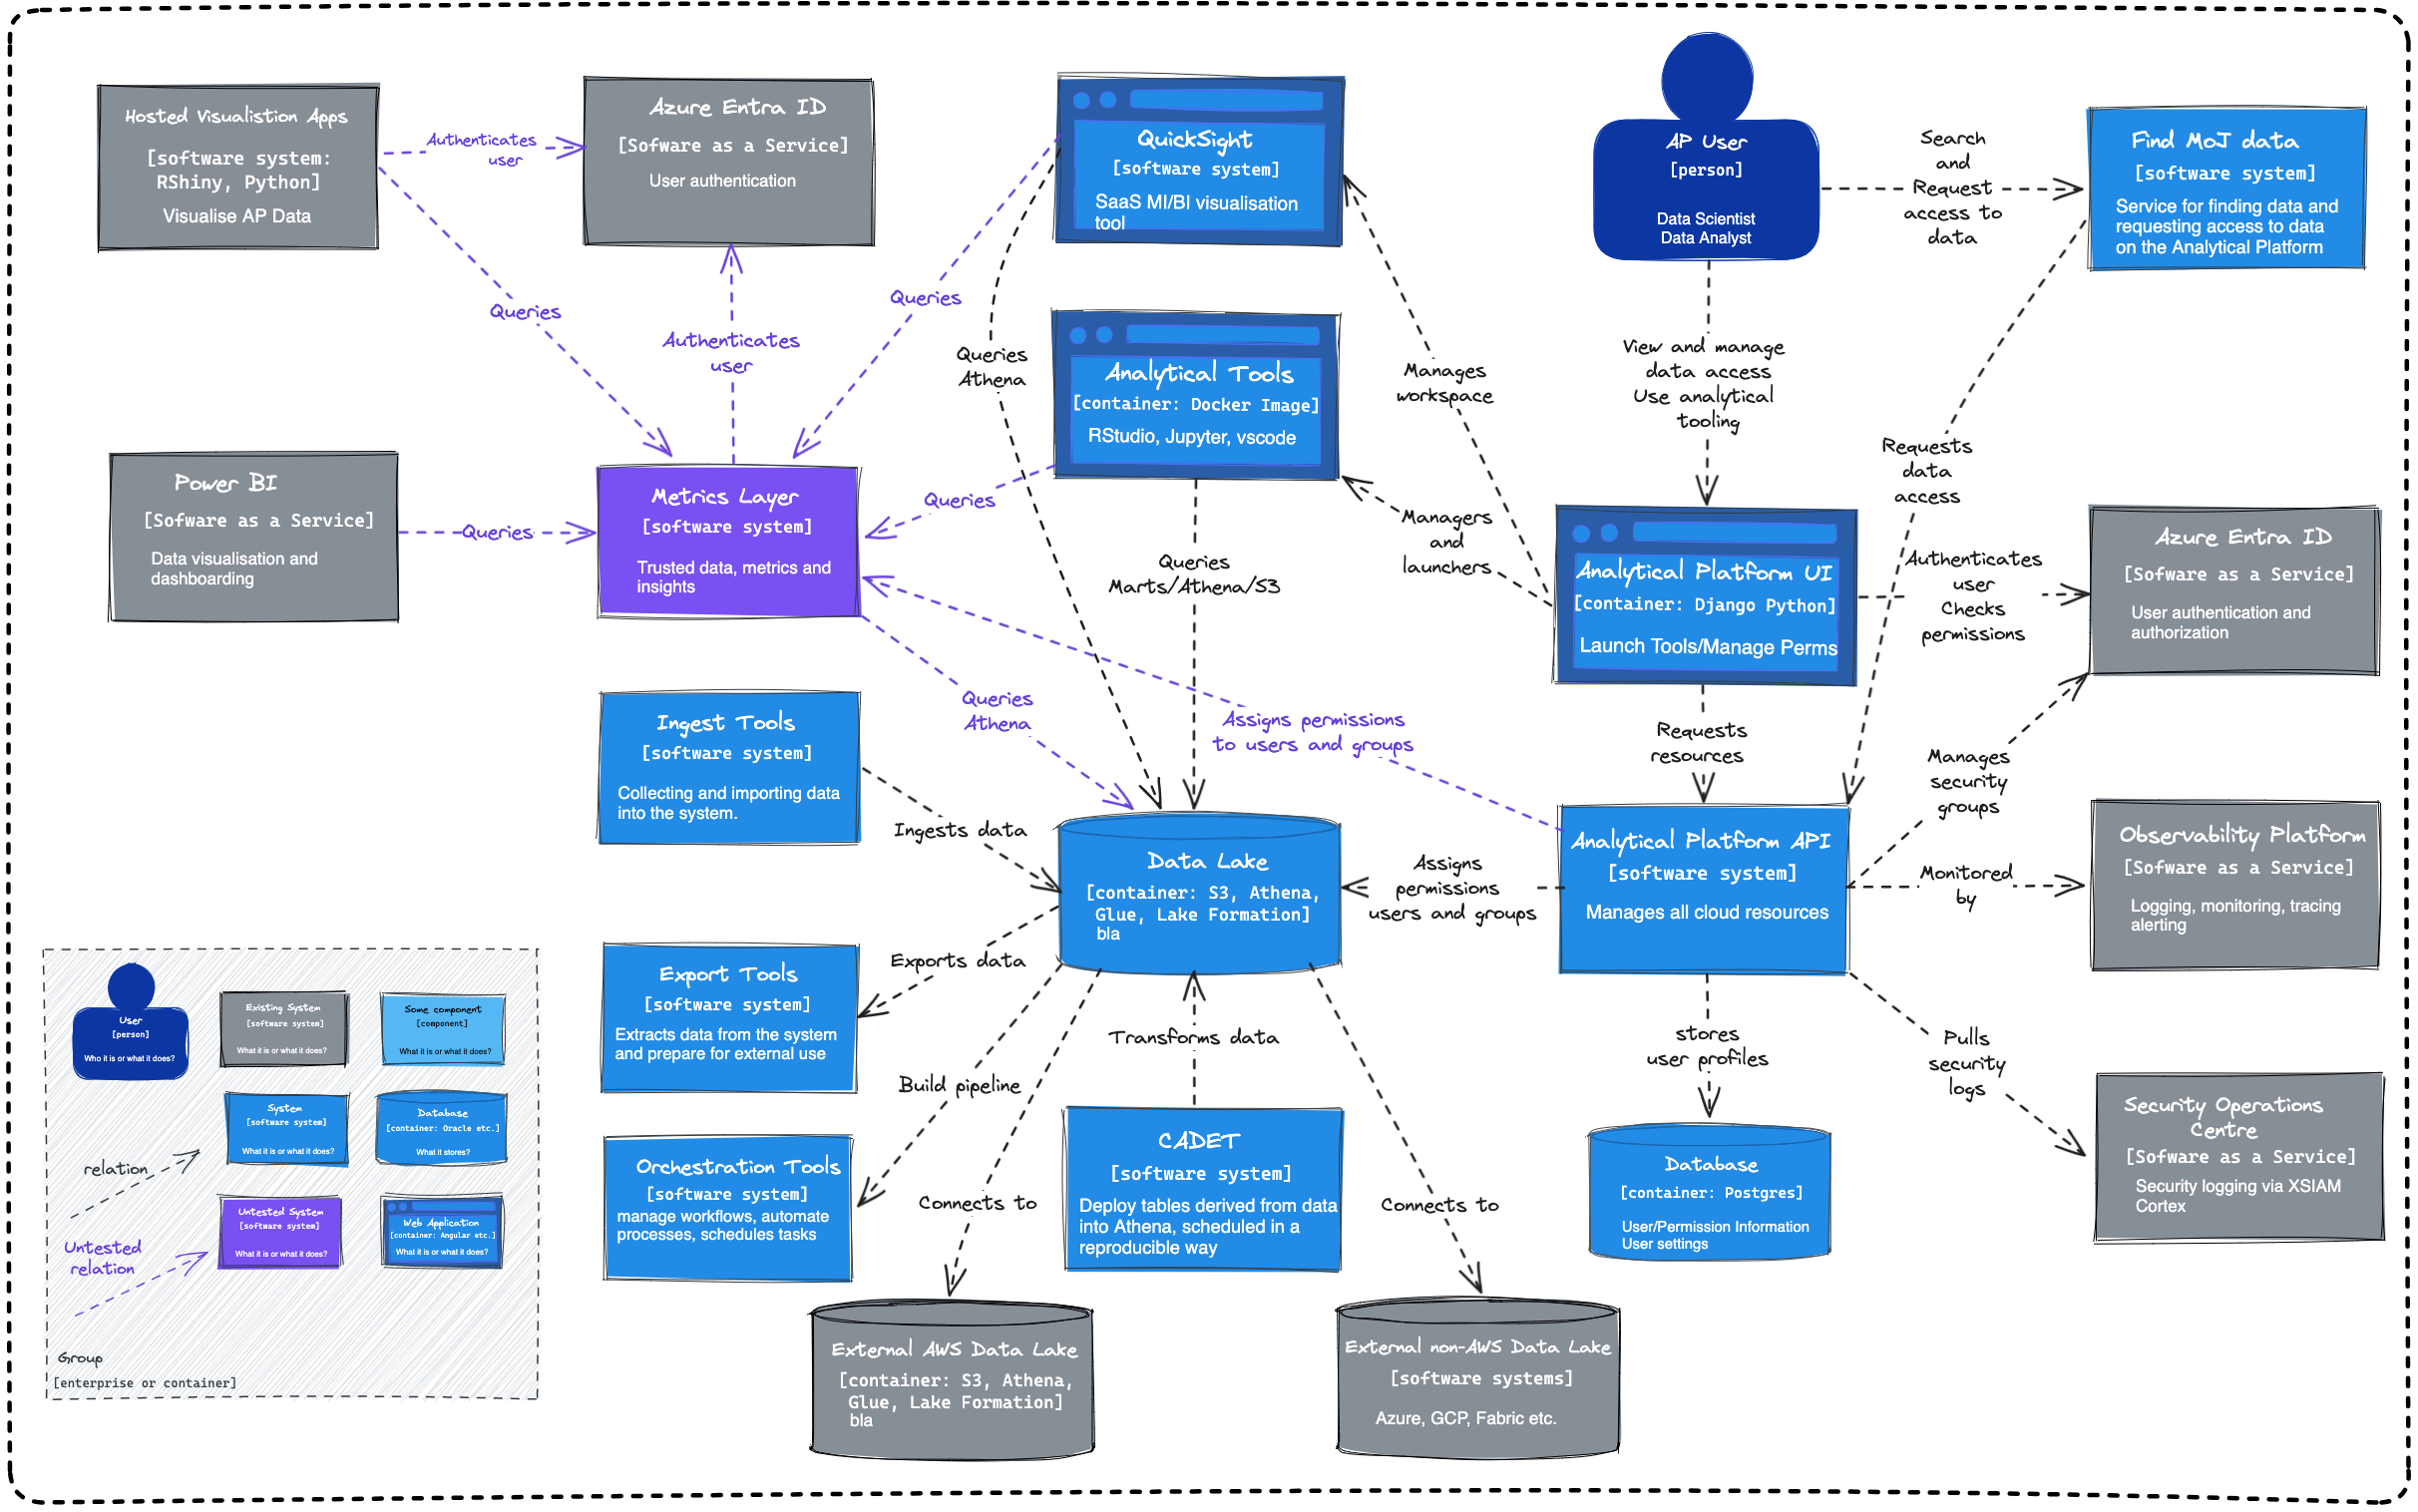 Hosted Visualistion Apps
[software system:
RShiny, Python]
Visualise AP Data
Authenticates
user
Azure Entra ID
[Sofware as a Service]
User authentication
QuickSight
[software system]
SaaS MI/BI visualisation
tool
AP User
[person]
Data Scientist
Data Analyst
Search
and
Request
access to
data
Find MoJ data
[software system]
Service for finding data and
requesting access to data
on the Analytical Platform
Queries
Authenticates
user
Queries
Queries
Athena
Analytical Tools
[container: Docker Image]
RStudio, Jupyter, vscode
Manages
workspace
View and manage
data access
Use analytical
tooling
Requests
data
access
Power BI
[Sofware as a Service]
Data visualisation and
dashboarding
Queries
Metrics Layer
[software system]
Trusted data, metrics and
insights
Queries
Queries
Marts/Athena/S3
Managers
and
launchers
Analytical Platform UI
[container: Django Python]
Launch Tools/Manage Perms
Authenticates
user
Checks
permissions
Azure Entra ID
[Sofware as a Service]
User authentication and
authorization
Ingest Tools
[software system]
Collecting and importing data
into the system.
Queries
Athena
Assigns permissions
to users and groups
Requests
resources
Manages
security
groups
Ingests data
Data Lake
[container: S3, Athena,
Glue, Lake Formation]
bla
Assigns
permissions
users and groups
Analytical Platform API
[software system]
Manages all cloud resources
Monitored
by
Observability Platform
[Sofware as a Service]
Logging, monitoring, tracing
alerting
Export Tools
[software system]
Extracts data from the system
and prepare for external use
Exports data
Transforms data
stores
user profiles
Pulls
security
logs
Build pipeline
Orchestration Tools
[software system]
manage workflows, automate
processes, schedules tasks
Connects to
CADET
[software system]
Deploy tables derived from data
into Athena, scheduled in a
reproducible way
Connects to
Database
[container: Postgres]
User/Permission Information
User settings
Security Operations
Centre
[Sofware as a Service]
Security logging via XSIAM
Cortex
External AWS Data Lake
[container: S3, Athena,
Glue, Lake Formation]
bla
External non-AWS Data Lake
[software systems]
Azure, GCP, Fabric etc.
User
[person]
Who it is or what it does?
Existing System
[software system]
What it is or what it does?
Some component
[component]
What it is or what it does?
System
[software system]
What it is or what it does?
Database
[container: Oracle etc.]
What it stores?
relation
Untested System
[software system]
What it is or what it does?
Web Application
[container: Angular etc.]
What it is or what it does?
Untested
relation
Group
[enterprise or container]